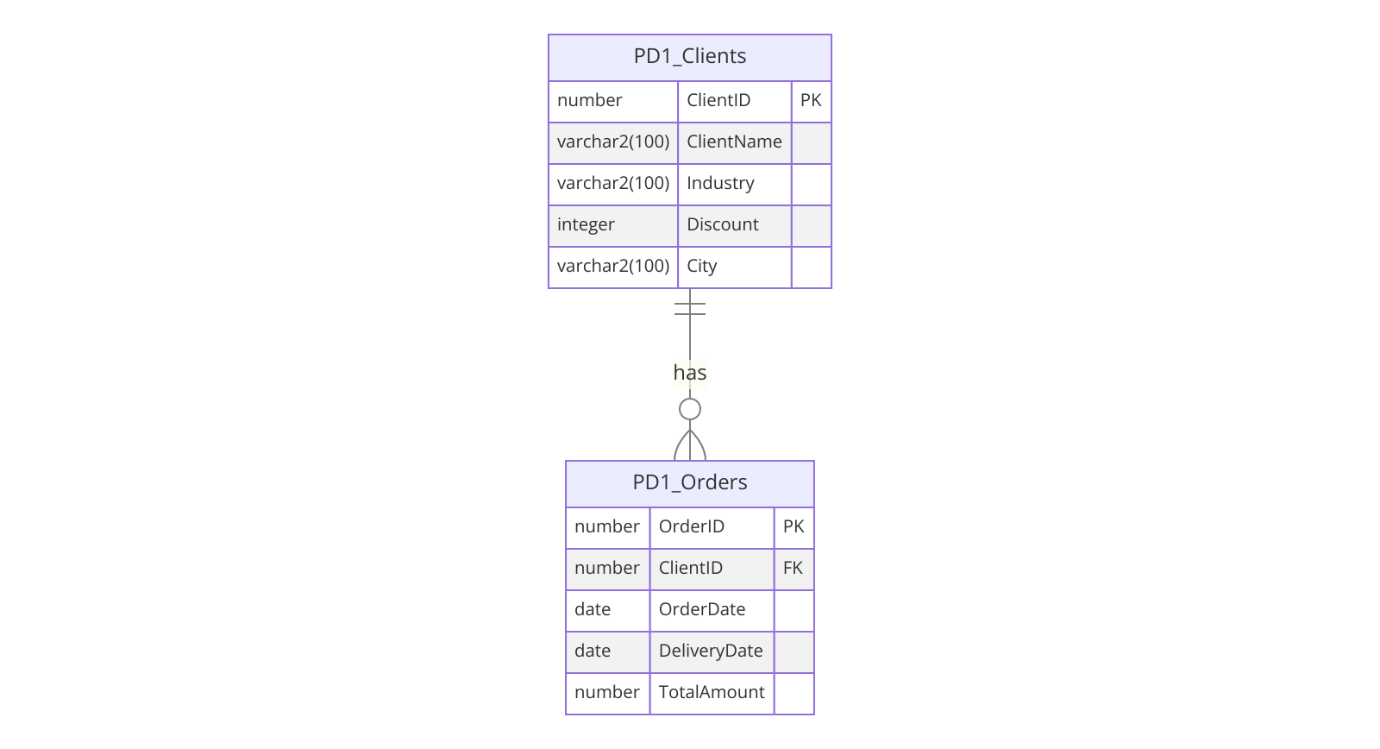 PD1_Clients
number ClientID PK
varchar2(100) ClientName
varchar2(100) Industry
integer Discount
varchar2(100) City
has
PD1_Orders
number OrderID PK
number ClientID FK
date OrderDate
date DeliveryDate
number TotalAmount